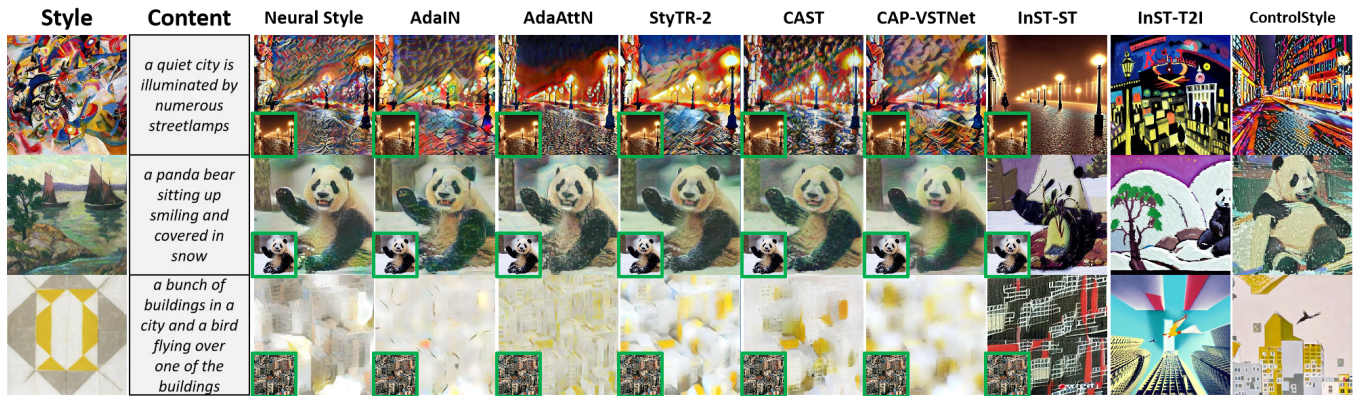 Style Content Neural Style AdaIN AdaAttN StyTR-2 CAST CAP-VSTNet InST-ST InST-T2I ControlStyle
a quiet city is
illuminated by
numerous
streetlamps
a panda bear
sitting up
smiling and
covered in
snow
a bunch of
buildings in a
city and a bird
flying over
one of the
buildings